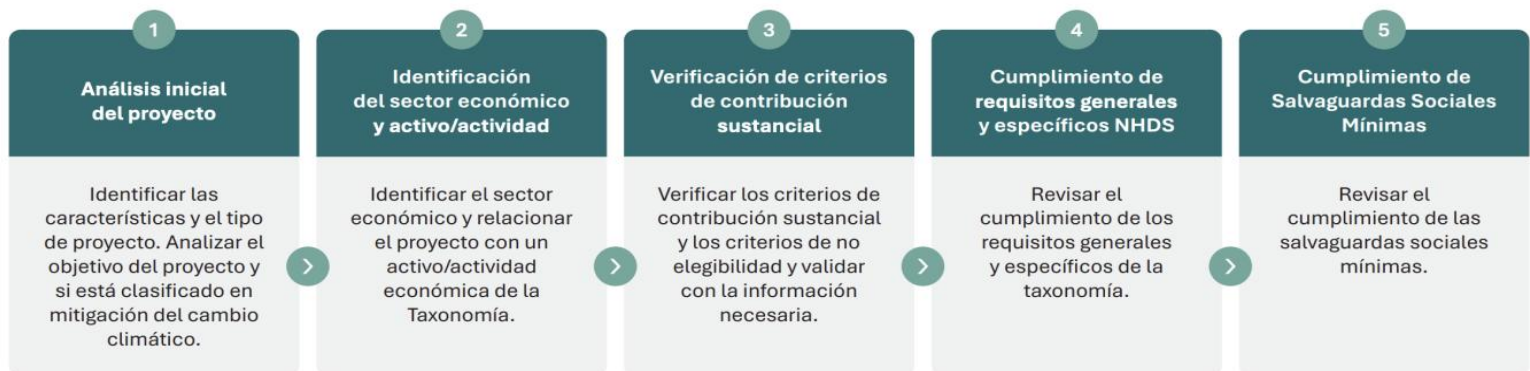 1
Análisis inicial
del proyecto
Identificar las
características y el tipo
de proyecto. Analizar el
objetivo del proyecto y
si está clasificado en
mitigación del cambio
climático.
2
Identificación
del sector económico
y activo/actividad
Identificar el sector
económico y relacionar
el proyecto con un
activo/actividad
económica de la
Taxonomía.
3
Verificación de criterios
de contribución
sustancial
Verificar los criterios de
contribución sustancial
y los criterios de no
elegibilidad y validar
con la información
necesaria.
4
Cumplimiento de
requisitos generales
y específicos NHDS
Revisar el
cumplimiento de los
requisitos generales
y específicos de la
taxonomía.
5
Cumplimiento de
Salvaguardas Sociales
Mínimas
Revisar el
cumplimiento de las
salvaguardas sociales
mínimas.